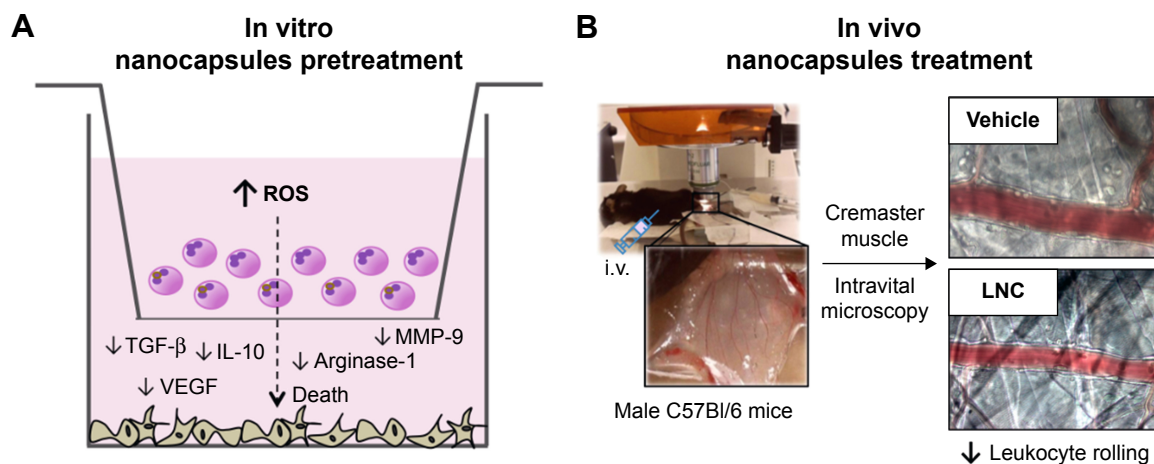 A
In vitro
nanocapsules pretreatment
↑ ROS
↓ TGF-β
↓ IL-10
↓ MMP-9
↓ Arginase-1
↓ VEGF
Death
B
In vivo
nanocapsules treatment
i.v.
Male C57Bl/6 mice
Cremaster
muscle
Intravital
microscopy
Vehicle
LNC
↓ Leukocyte rolling